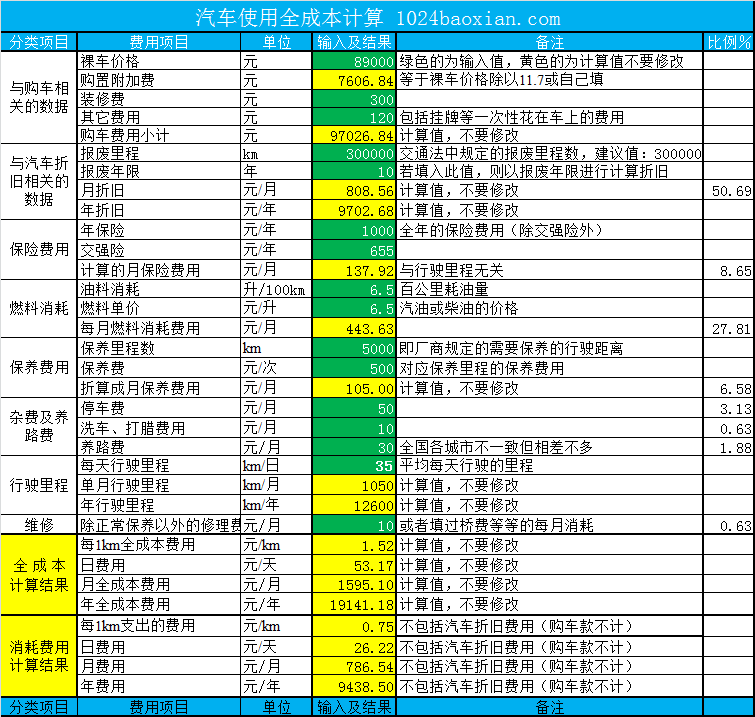 汽车使用全成本计算 1024baoxian.com
分类项目 费用项目 单位 输入及结果 备注 比例%
与购车相关的数据
裸车价格 元 89000 绿色的为输入值，黄色的为计算值不要修改
购置附加费 元 7606.84 等于裸车价格除以11.7或自己填
装修费 元 300
其它费用 元 120 包括挂牌等一次性花在车上的费用
购车费用小计 元 97026.84 计算值，不要修改
与汽车折旧相关的数据
报废里程 km 300000 交通法中规定的报废里程数，建议值：300000
报废年限 年 10 若填入此值，则以报废年限进行计算折旧
月折旧 元/月 808.56 计算值，不要修改 50.69
年折旧 元/年 9702.68 计算值，不要修改
保险费用
年保险 元/年 1000 全年的保险费用（除交强险外）
交强险 元/年 655
计算的月保险费用 元/月 137.92 与行驶里程无关 8.65
燃料消耗
油料消耗 升/100km 6.5 百公里耗油量
燃料单价 元/升 6.5 汽油或柴油的价格
每月燃料消耗费用 元/月 443.63 27.81
保养费用
保养里程数 km 5000 即厂商规定的需要保养的行驶距离
保养费 元/次 500 对应保养里程的保养费用
折算成月保养费用 元/月 105.00 计算值，不要修改 6.58
杂费及养路费
停车费 元/月 50 3.13
洗车、打腊费用 元/月 10 0.63
养路费 元/月 30 全国各城市不一致但相差不多 1.88
行驶里程
每天行驶里程 km/日 35 平均每天行驶的里程
单月行驶里程 km/月 1050 计算值，不要修改
年行驶里程 km/年 12600 计算值，不要修改
维修 除正常保养以外的修理费 元/月 10 或者填过桥费等等的每月消耗 0.63
全成本计算结果
每1km全成本费用 元/km 1.52 计算值，不要修改
日费用 元/天 53.17 计算值，不要修改
月全成本费用 元/月 1595.10 计算值，不要修改
年全成本费用 元/年 19141.18 计算值，不要修改
消耗费用计算结果
每1km支出的费用 元/km 0.75 不包括汽车折旧费用（购车款不计）
日费用 元/天 26.22 不包括汽车折旧费用（购车款不计）
月费用 元/月 786.54 不包括汽车折旧费用（购车款不计）
年费用 元/年 9438.50 不包括汽车折旧费用（购车款不计）
分类项目 费用项目 单位 输入及结果 备注